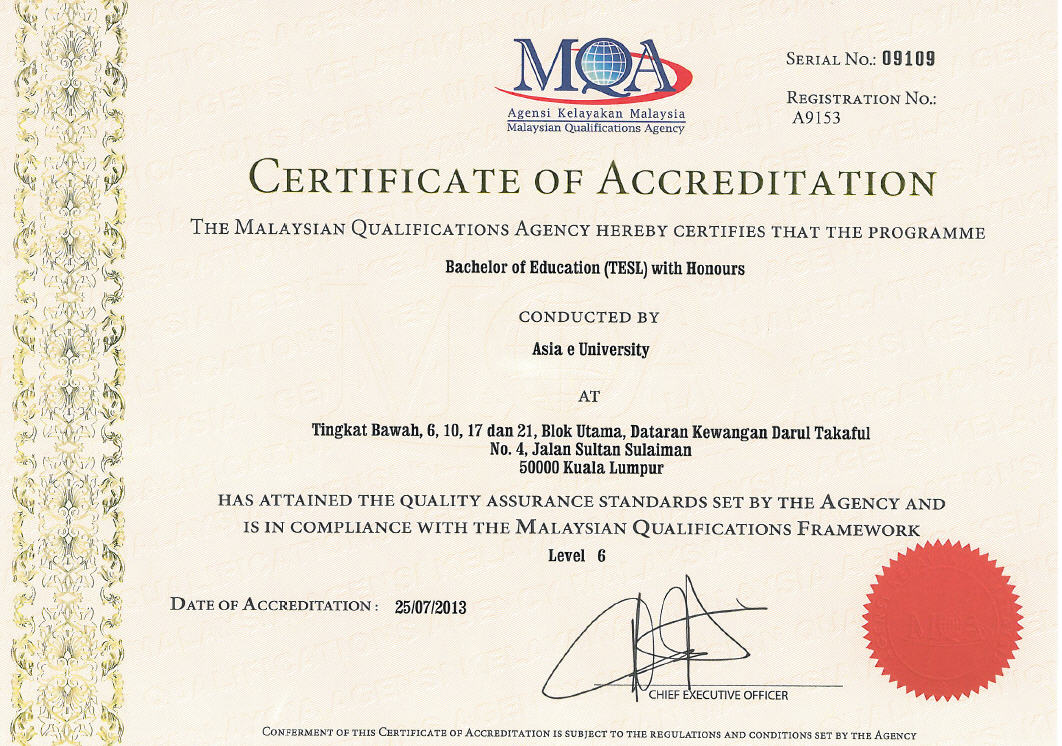 MQA
Agensi Kelayakan Malaysia
Malaysian Qualifications Agency
Serial No.: 09109
Registration No.:
A9153
Certificate of Accreditation
The Malaysian Qualifications Agency hereby certifies that the programme
Bachelor of Education (TESL) with Honours
conducted by
Asia e University
at
Tingkat Bawah, 6, 10, 17 dan 21, Blok Utama, Dataran Kewangan Darul Takaful
No. 4, Jalan Sultan Sulaiman
50000 Kuala Lumpur
has attained the quality assurance standards set by the Agency and
is in compliance with the Malaysian Qualifications Framework
Level 6
Date of Accreditation : 25/07/2013
MQA
CHIEF EXECUTIVE OFFICER
Conferment of this Certificate of Accreditation is subject to the regulations and conditions set by the Agency